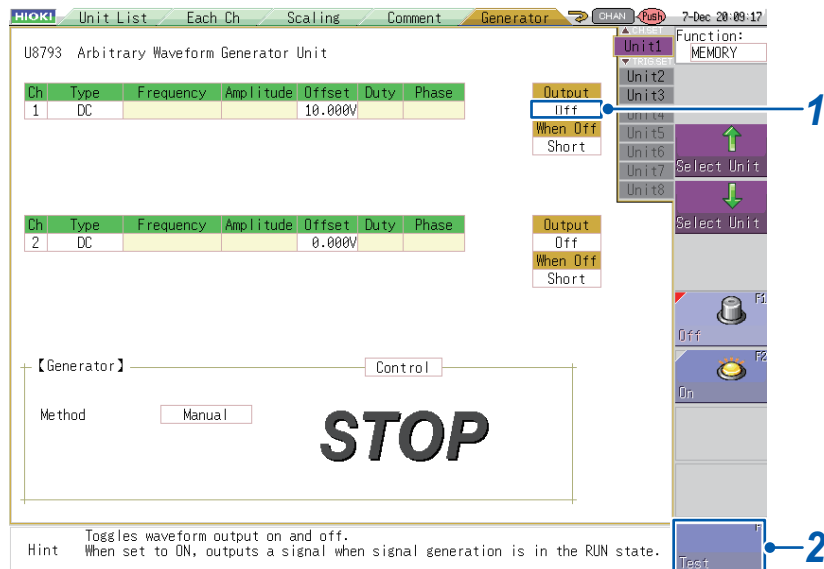 HIOKI Unit List Each Ch Scaling Comment Generator CHAN Push 7-Dec 20:09:17
▲CH.SET
Unit1
▼TRIG.SET
Unit2
Unit3
Unit4
Unit5
Unit6
Unit7
Unit8
Function:
MEMORY
U8793 Arbitrary Waveform Generator Unit
Ch Type Frequency Amplitude Offset Duty Phase
1 DC 10.000V
Output
Off
When Off
Short
1
Select Unit
Select Unit
Ch Type Frequency Amplitude Offset Duty Phase
2 DC 0.000V
Output
Off
When Off
Short
F1
Off
F2
On
【Generator】 Control
Method Manual
STOP
Toggles waveform output on and off.
Hint When set to ON, outputs a signal when signal generation is in the RUN state.
Test
2